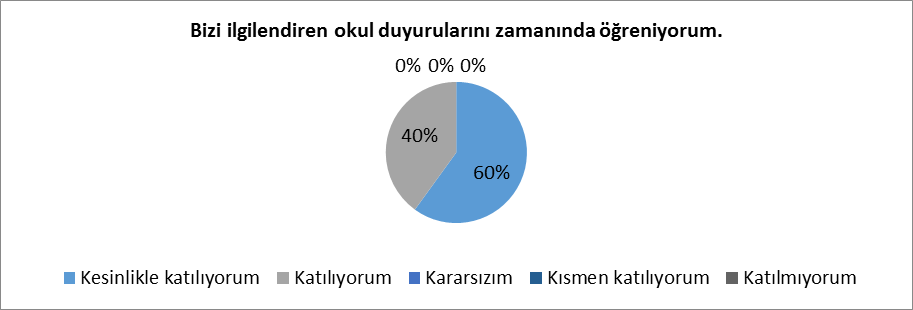 Bizi ilgilendiren okul duyurularını zamanında öğreniyorum.
0% 0% 0%
40%
60%
Kesinlikle katılıyorum Katılıyorum Kararsızım Kısmen katılıyorum Katılmıyorum